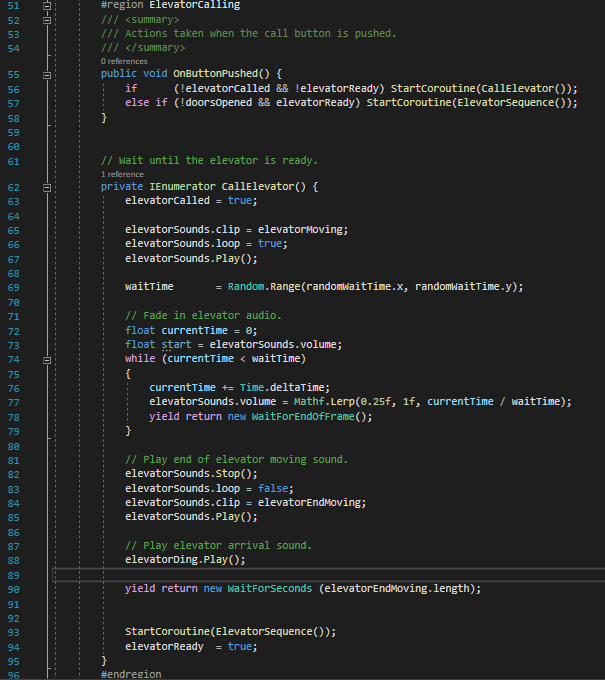 51 #region ElevatorCalling
52 /// <summary>
53 /// Actions taken when the call button is pushed.
54 /// </summary>
0 references
55 public void OnButtonPushed() {
56 if (!elevatorCalled && !elevatorReady) StartCoroutine(CallElevator());
57 else if (!doorsOpened && elevatorReady) StartCoroutine(ElevatorSequence());
58 }
59
60
61 // Wait until the elevator is ready.
1 reference
62 private IEnumerator CallElevator() {
63 elevatorCalled = true;
64
65 elevatorSounds.clip = elevatorMoving;
66 elevatorSounds.loop = true;
67 elevatorSounds.Play();
68
69 waitTime = Random.Range(randomWaitTime.x, randomWaitTime.y);
70
71 // Fade in elevator audio.
72 float currentTime = 0;
73 float start = elevatorSounds.volume;
74 while (currentTime < waitTime)
75 {
76 currentTime += Time.deltaTime;
77 elevatorSounds.volume = Mathf.Lerp(0.25f, 1f, currentTime / waitTime);
78 yield return new WaitForEndOfFrame();
79 }
80
81 // Play end of elevator moving sound.
82 elevatorSounds.Stop();
83 elevatorSounds.loop = false;
84 elevatorSounds.clip = elevatorEndMoving;
85 elevatorSounds.Play();
86
87 // Play elevator arrival sound.
88 elevatorDing.Play();
89
90 yield return new WaitForSeconds (elevatorEndMoving.length);
91
92
93 StartCoroutine(ElevatorSequence());
94 elevatorReady = true;
95 }
96 #endregion